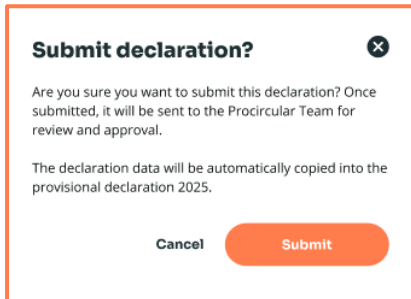 Submit declaration?
Are you sure you want to submit this declaration? Once
submitted, it will be sent to the Procircular Team for
review and approval.
The declaration data will be automatically copied into the
provisional declaration 2025.
Cancel
Submit